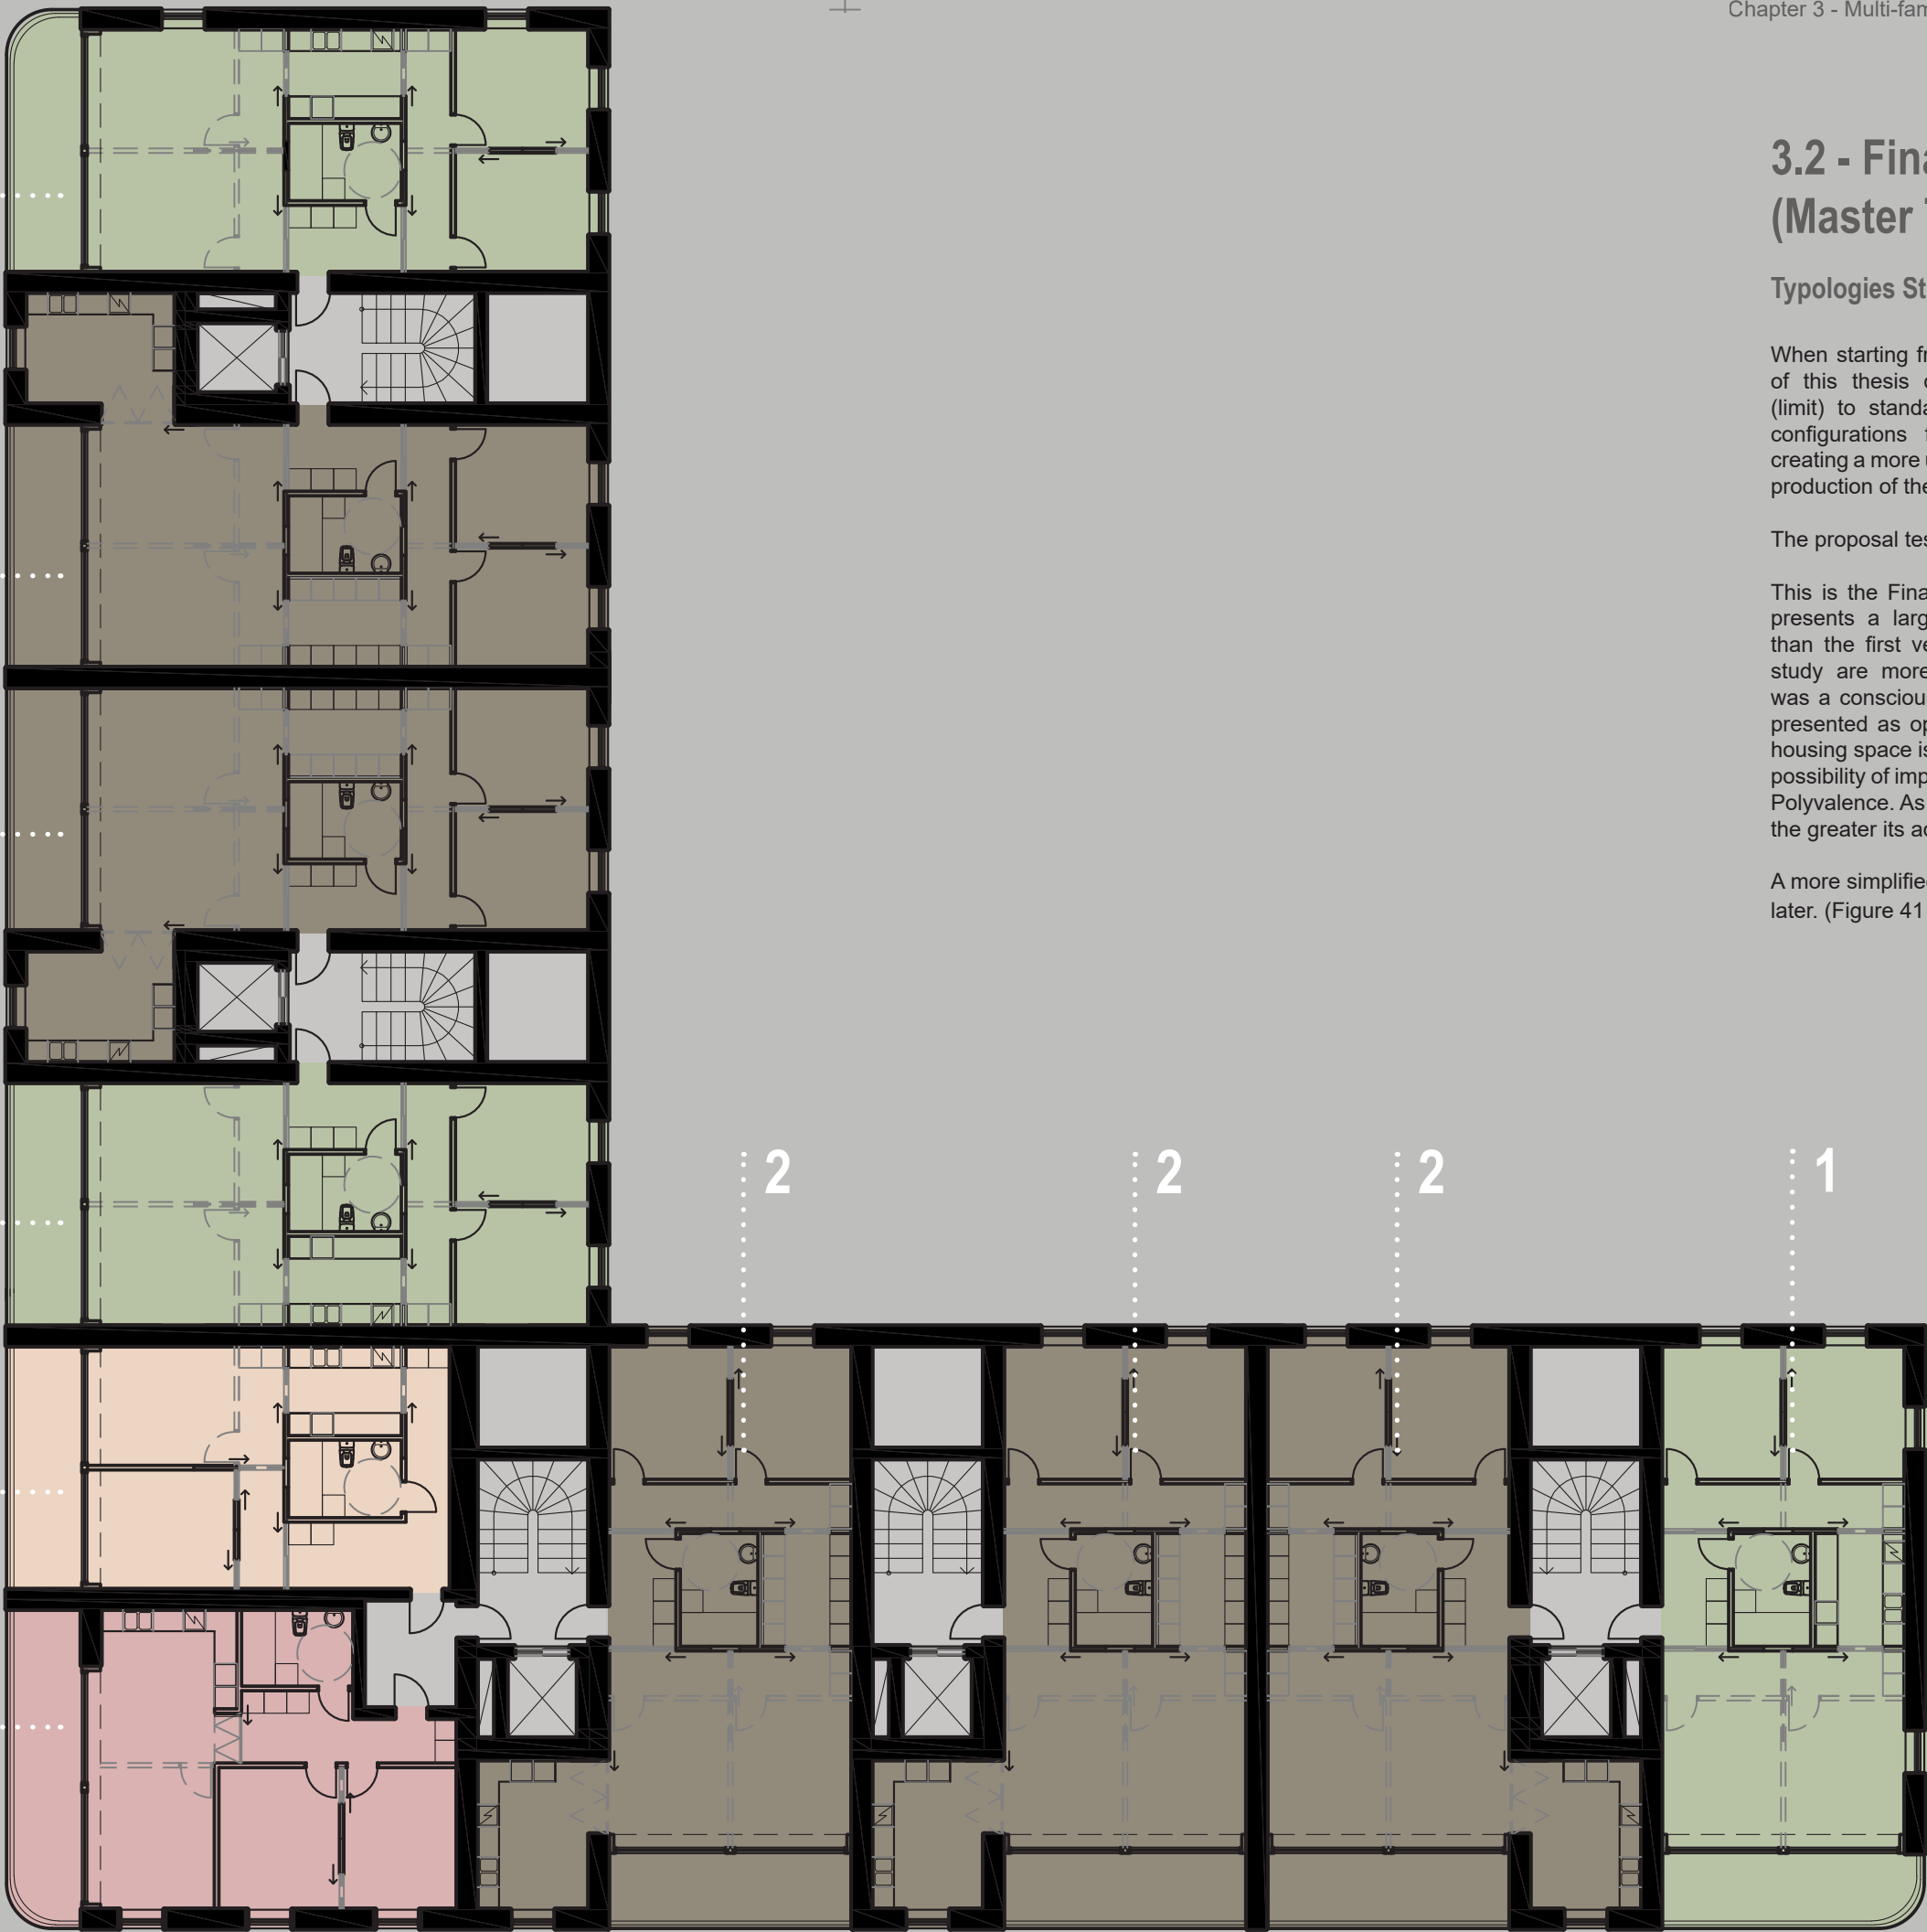 Chapter 3 - Multi-fam
3.2 - Fina
(Master
Typologies St
When starting fr
of this thesis
(limit) to standa
configurations
creating a more
production of the
The proposal tes
This is the Fina
presents a larg
than the first ve
study are more
was a consciou
presented as op
housing space is
possibility of imp
Polyvalence. As
the greater its ad
A more simplifie
later. (Figure 41
2
2
2
1